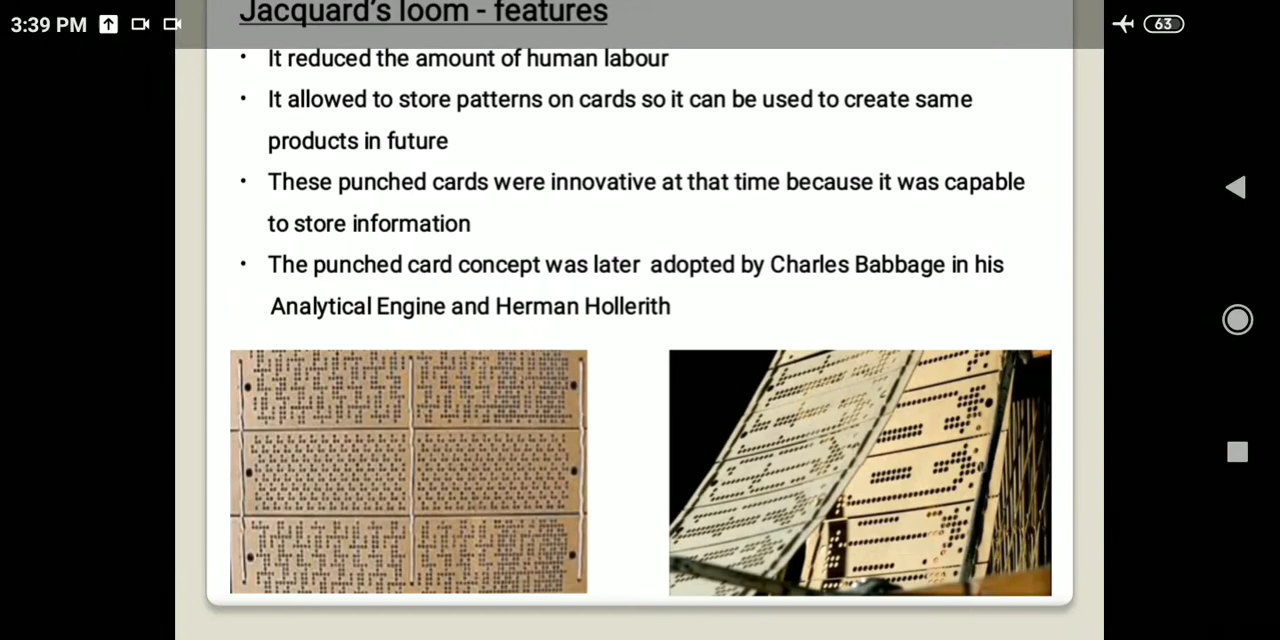 3:39 PM
63
Jacquard's loom - features
• It reduced the amount of human labour
• It allowed to store patterns on cards so it can be used to create same
products in future
• These punched cards were innovative at that time because it was capable
to store information
• The punched card concept was later adopted by Charles Babbage in his
Analytical Engine and Herman Hollerith